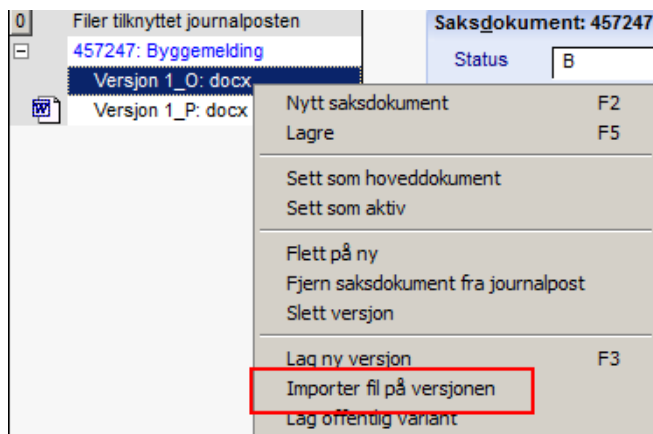 0 Filer tilknyttet journalposten
457247: Byggemelding
Versjon 1_O: docx
Versjon 1_P: docx
Saksdokument: 457247
Status B
Nytt saksdokument F2
Lagre F5
Sett som hoveddokument
Sett som aktiv
Flett på ny
Fjern saksdokument fra journalpost
Slett versjon
Lag ny versjon F3
Importer fil på versjonen
Lag offentlig variant